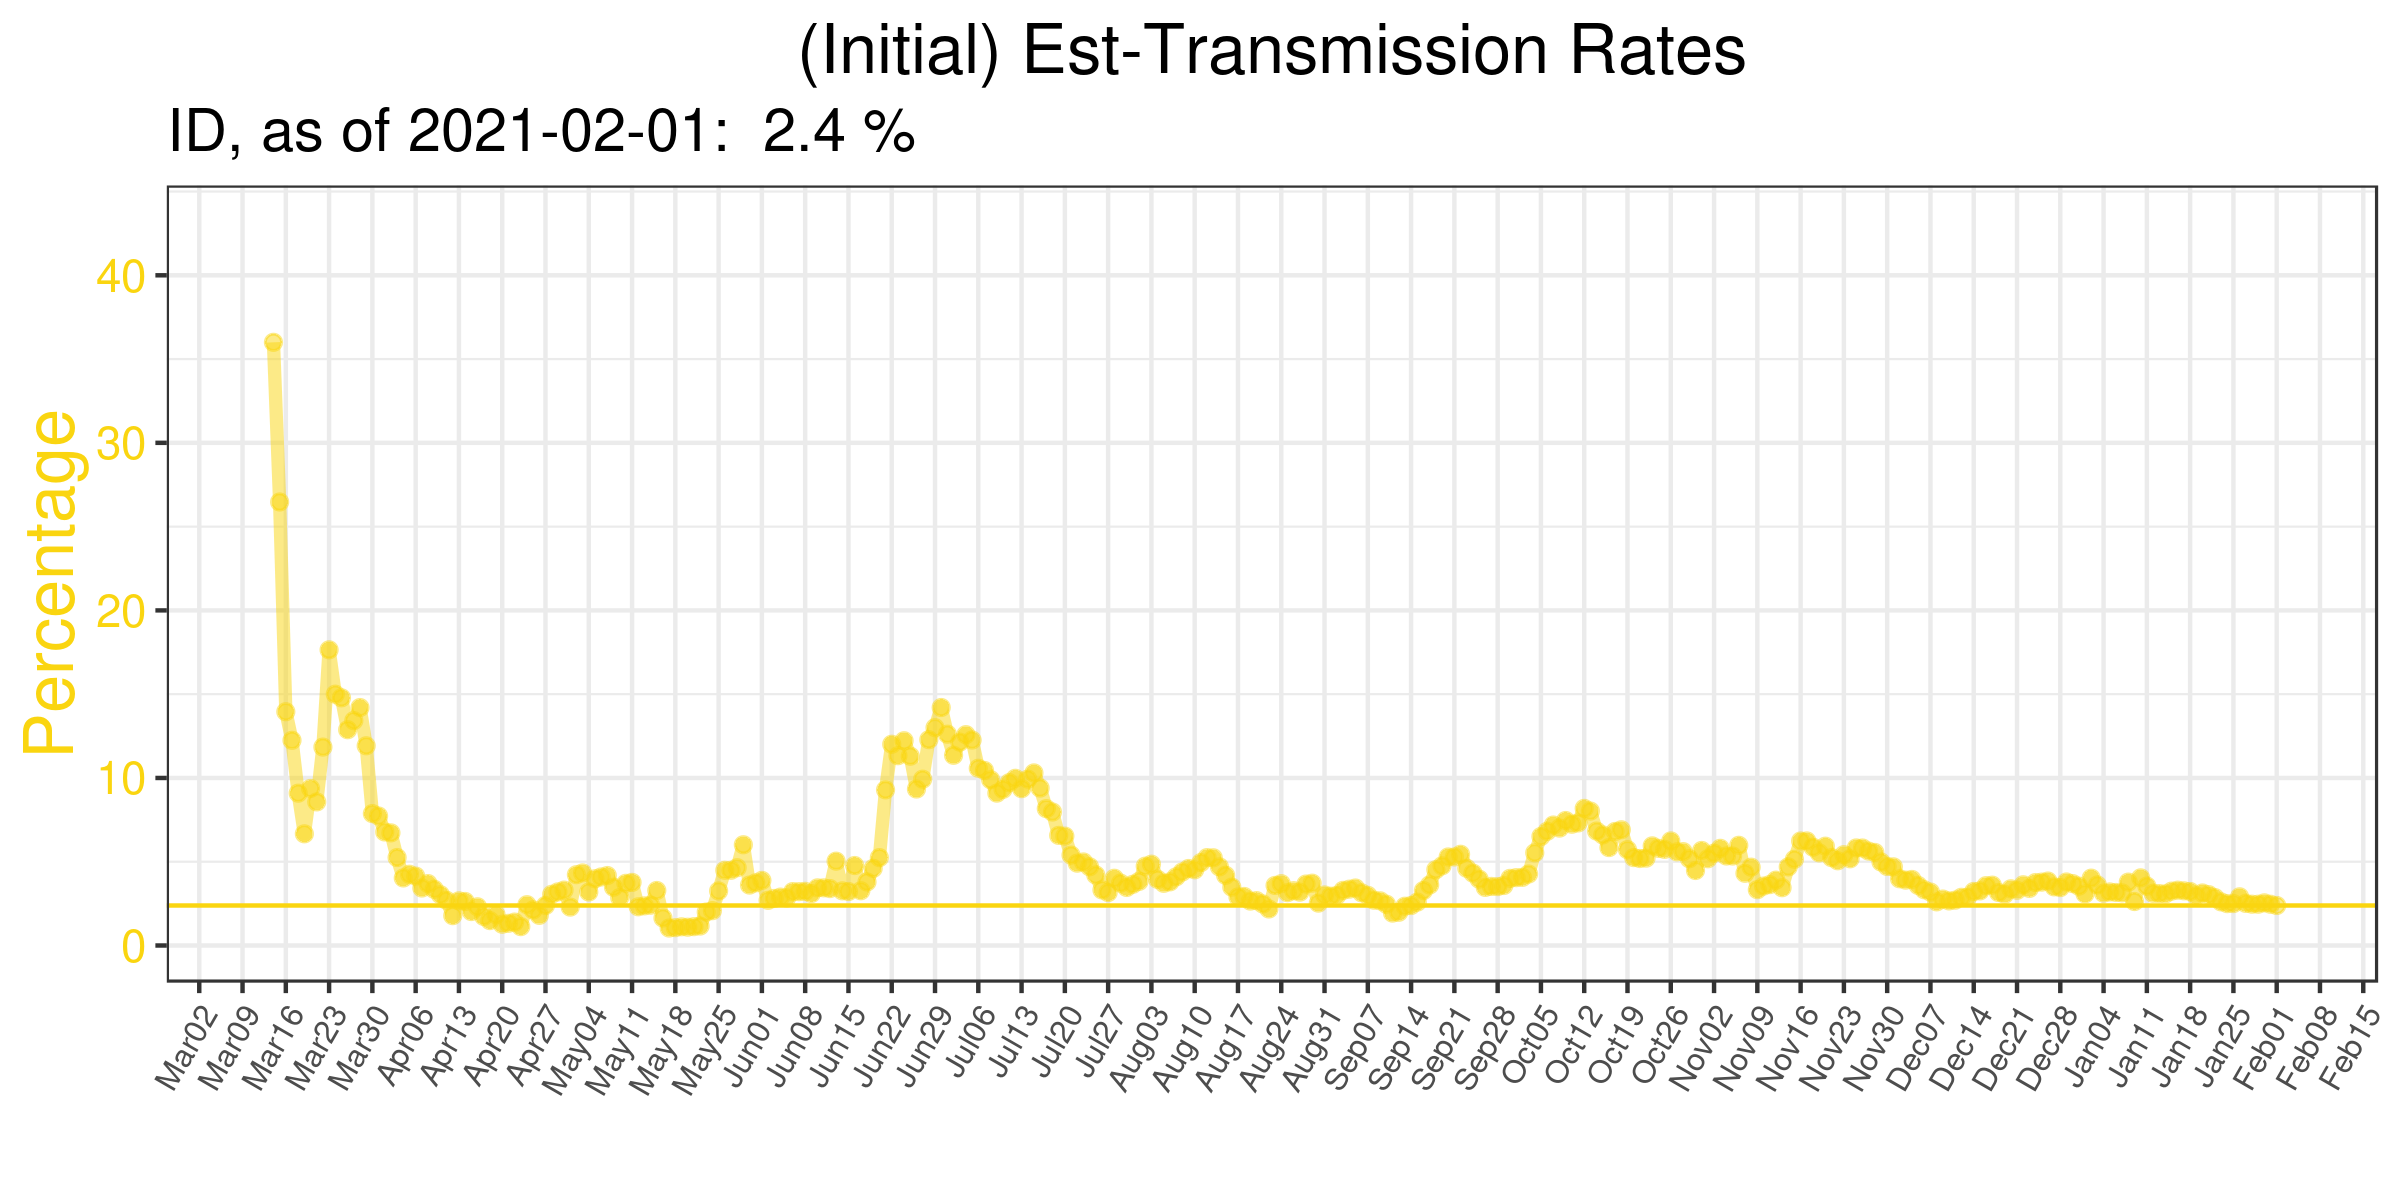 (Initial) Est-Transmission Rates
ID, as of 2021-02-01: 2.4 %
Percentage
40
30
20
10
0
Mar02
Mar09
Mar16
Mar23
Mar30
Apr06
Apr13
Apr20
Apr27
May04
May11
May18
May25
Jun01
Jun08
Jun15
Jun22
Jun29
Jul06
Jul13
Jul20
Jul27
Aug03
Aug10
Aug17
Aug24
Aug31
Sep07
Sep14
Sep21
Sep28
Oct05
Oct12
Oct19
Oct26
Nov02
Nov09
Nov16
Nov23
Nov30
Dec07
Dec14
Dec21
Dec28
Jan04
Jan11
Jan18
Jan25
Feb01
Feb08
Feb15